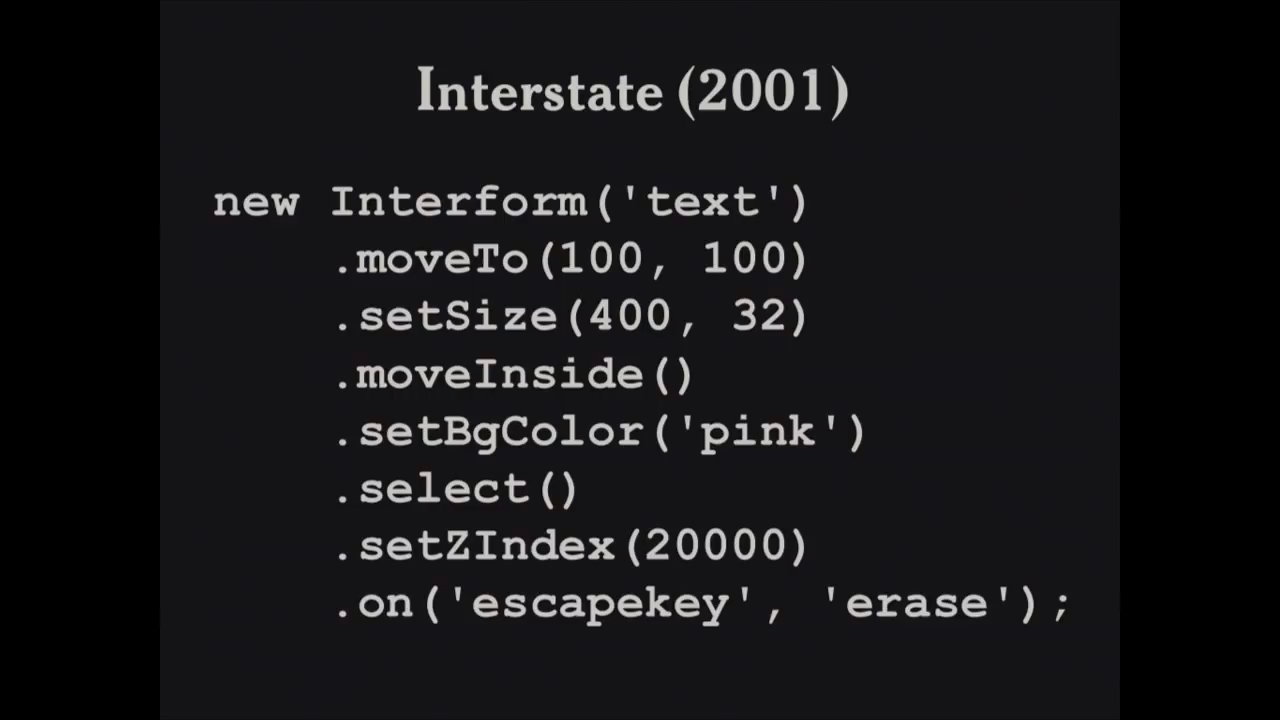 Interstate (2001)
new Interform('text')
.moveTo(100, 100)
.setSize(400, 32)
.moveInside()
.setBgColor('pink')
.select()
.setZIndex(20000)
.on('escapekey', 'erase');